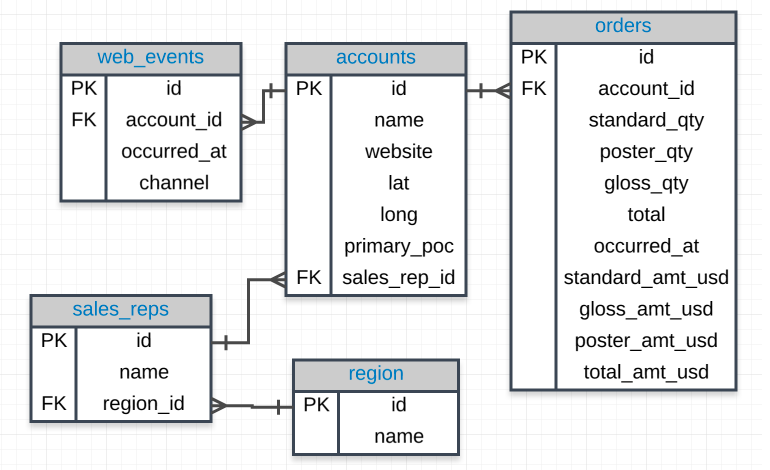 web_events
PK id
FK account_id
occurred_at
channel
accounts
PK id
name
website
lat
long
primary_poc
FK sales_rep_id
orders
PK id
FK account_id
standard_qty
poster_qty
gloss_qty
total
occurred_at
standard_amt_usd
gloss_amt_usd
poster_amt_usd
total_amt_usd
sales_reps
PK id
name
FK region_id
region
PK id
name